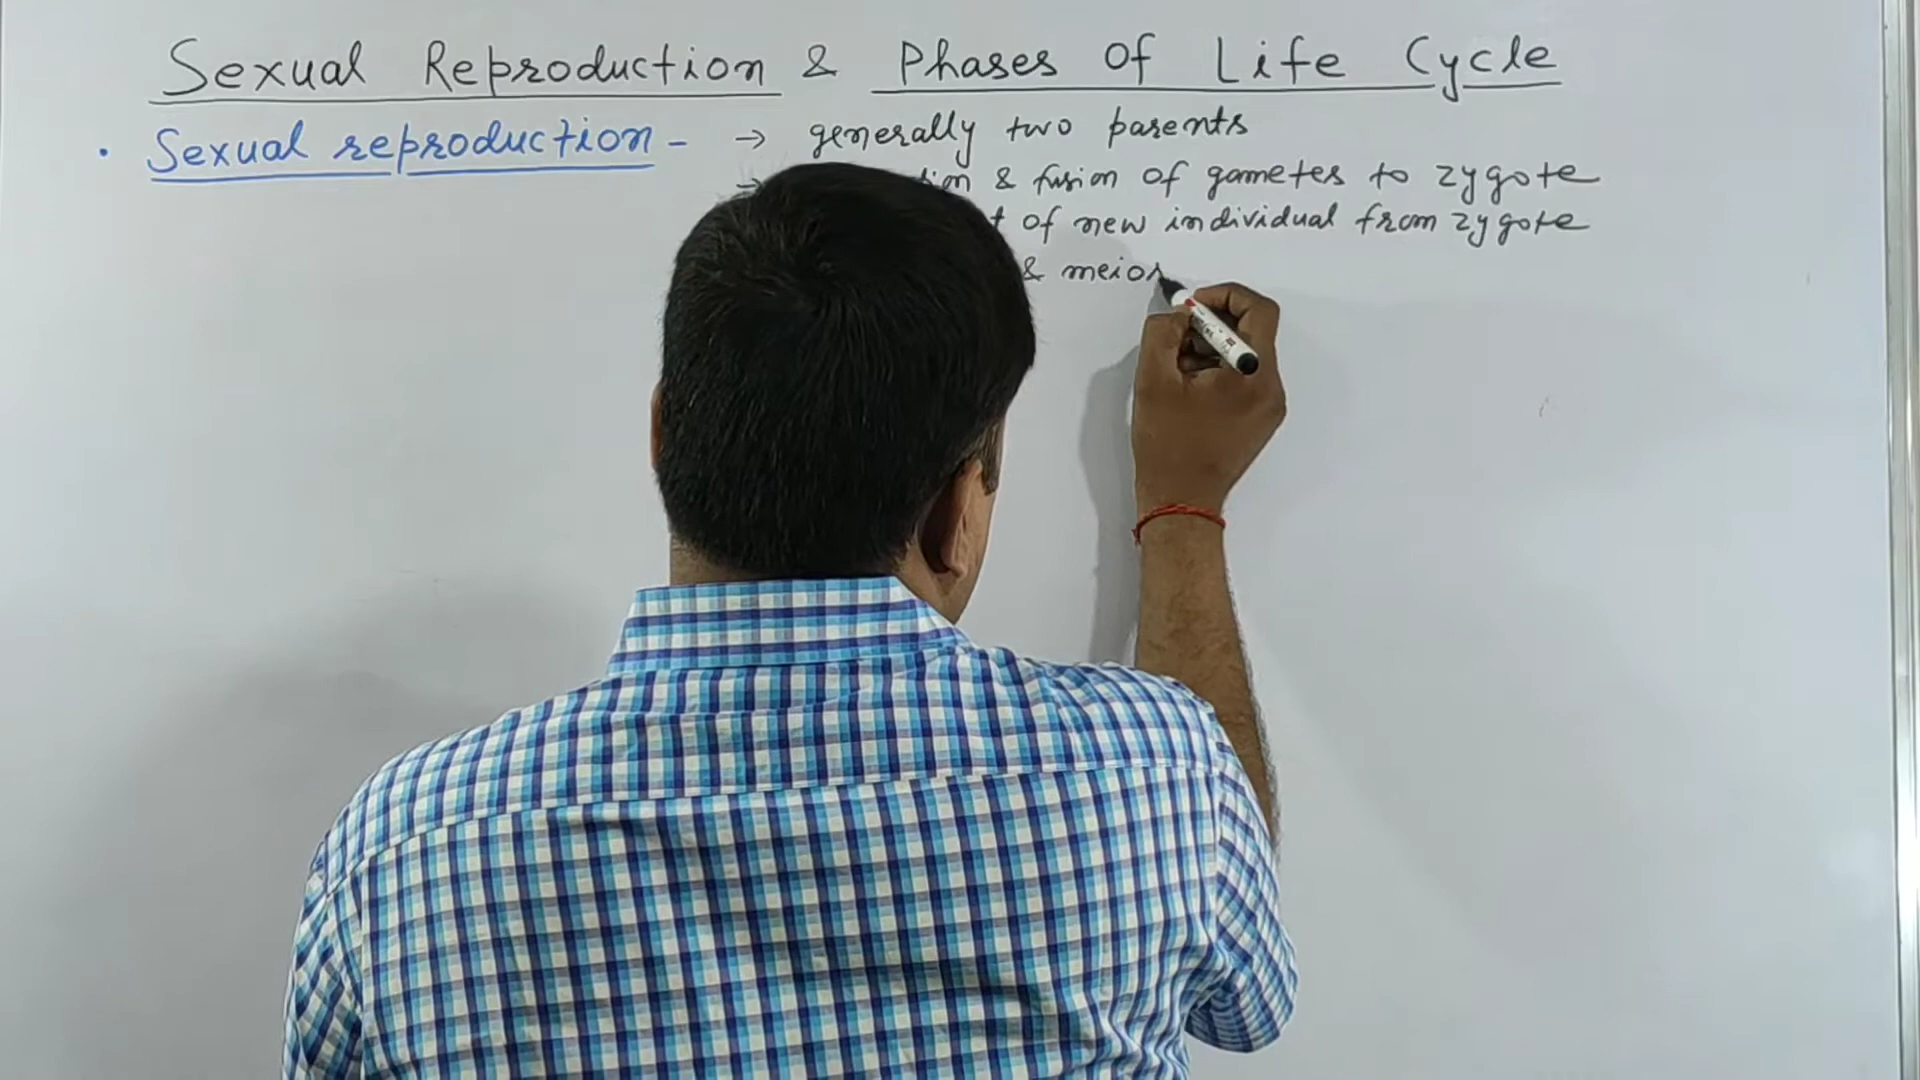 Sexual Reproduction & Phases Of Life Cycle
• Sexual reproduction - → generally two parents
→ & fusion of gametes to zygote
of new individual from zygote
& meios